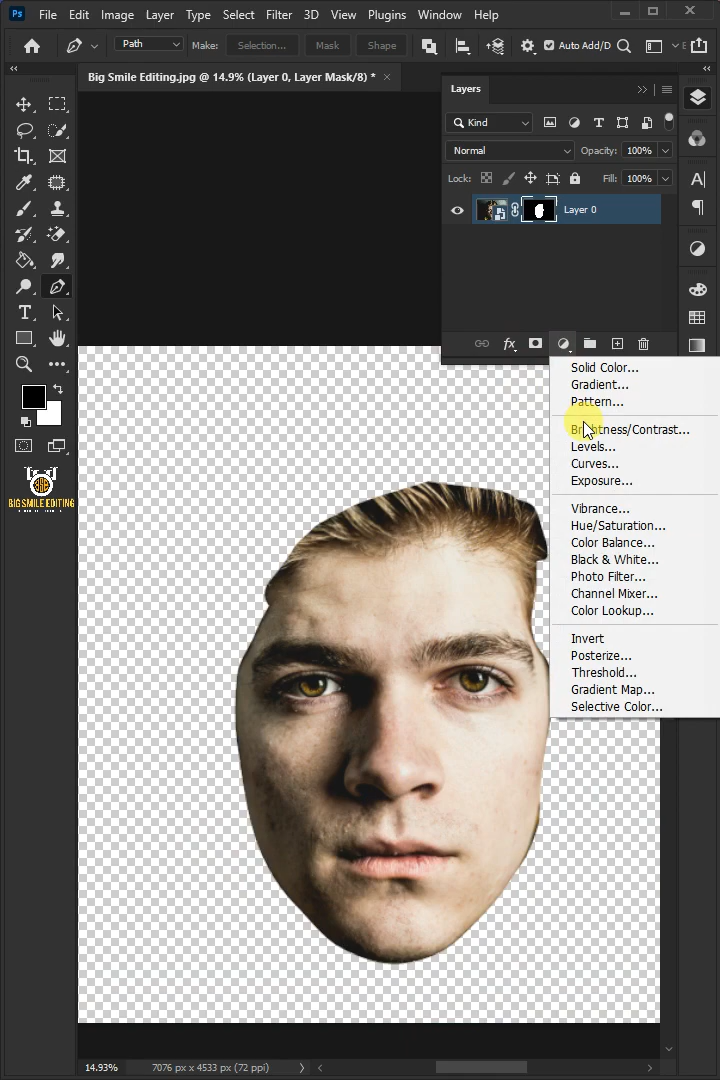 Ps File Edit Image Layer Type Select Filter 3D View Plugins Window Help
Path Make: Selection... Mask Shape Auto Add/D
Big Smile Editing.jpg @ 14.9% (Layer 0, Layer Mask/8) *
Layers
Kind
Normal Opacity: 100%
Lock: Fill: 100%
Layer 0
fx
Solid Color...
Gradient...
Pattern...
Brightness/Contrast...
Levels...
Curves...
Exposure...
Vibrance...
Hue/Saturation...
Color Balance...
Black & White...
Photo Filter...
Channel Mixer...
Color Lookup...
Invert
Posterize...
Threshold...
Gradient Map...
Selective Color...
BIG SMILE EDITING
14.93% 7076 px x 4533 px (72 ppi)